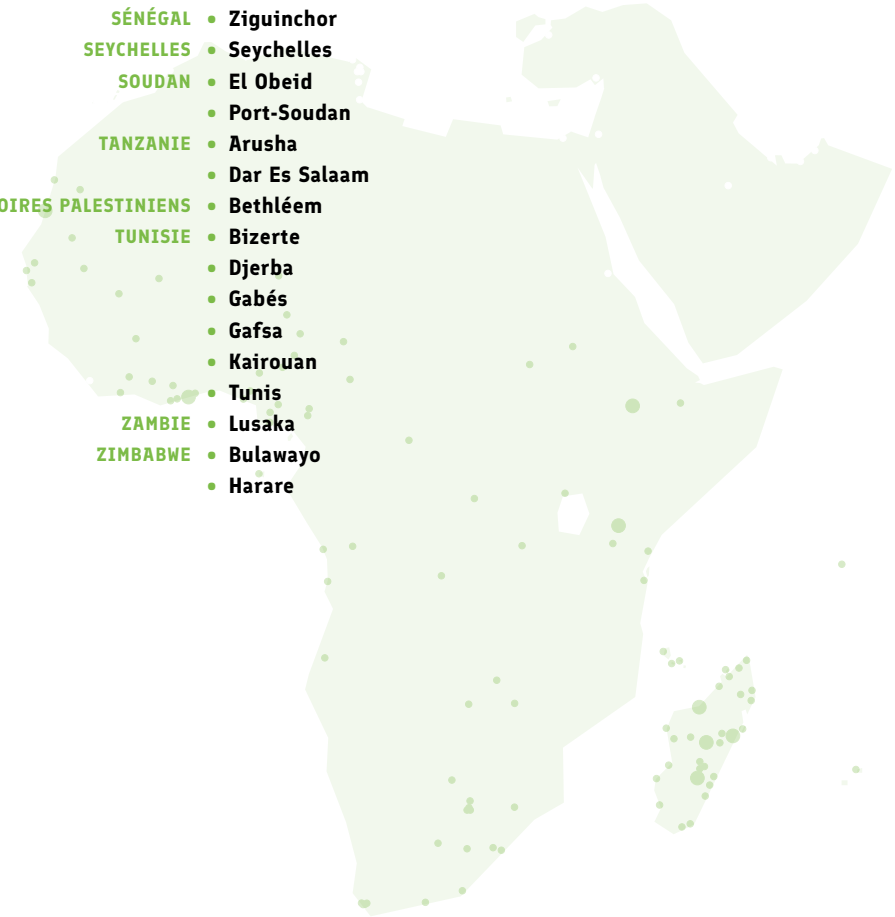 SÉNÉGAL • Ziguinchor
SEYCHELLES • Seychelles
SOUDAN • El Obeid
• Port-Soudan
TANZANIE • Arusha
• Dar Es Salaam
OIRES PALESTINIENS • Bethléem
TUNISIE • Bizerte
• Djerba
• Gabés
• Gafsa
• Kairouan
• Tunis
ZAMBIE • Lusaka
ZIMBABWE • Bulawayo
• Harare